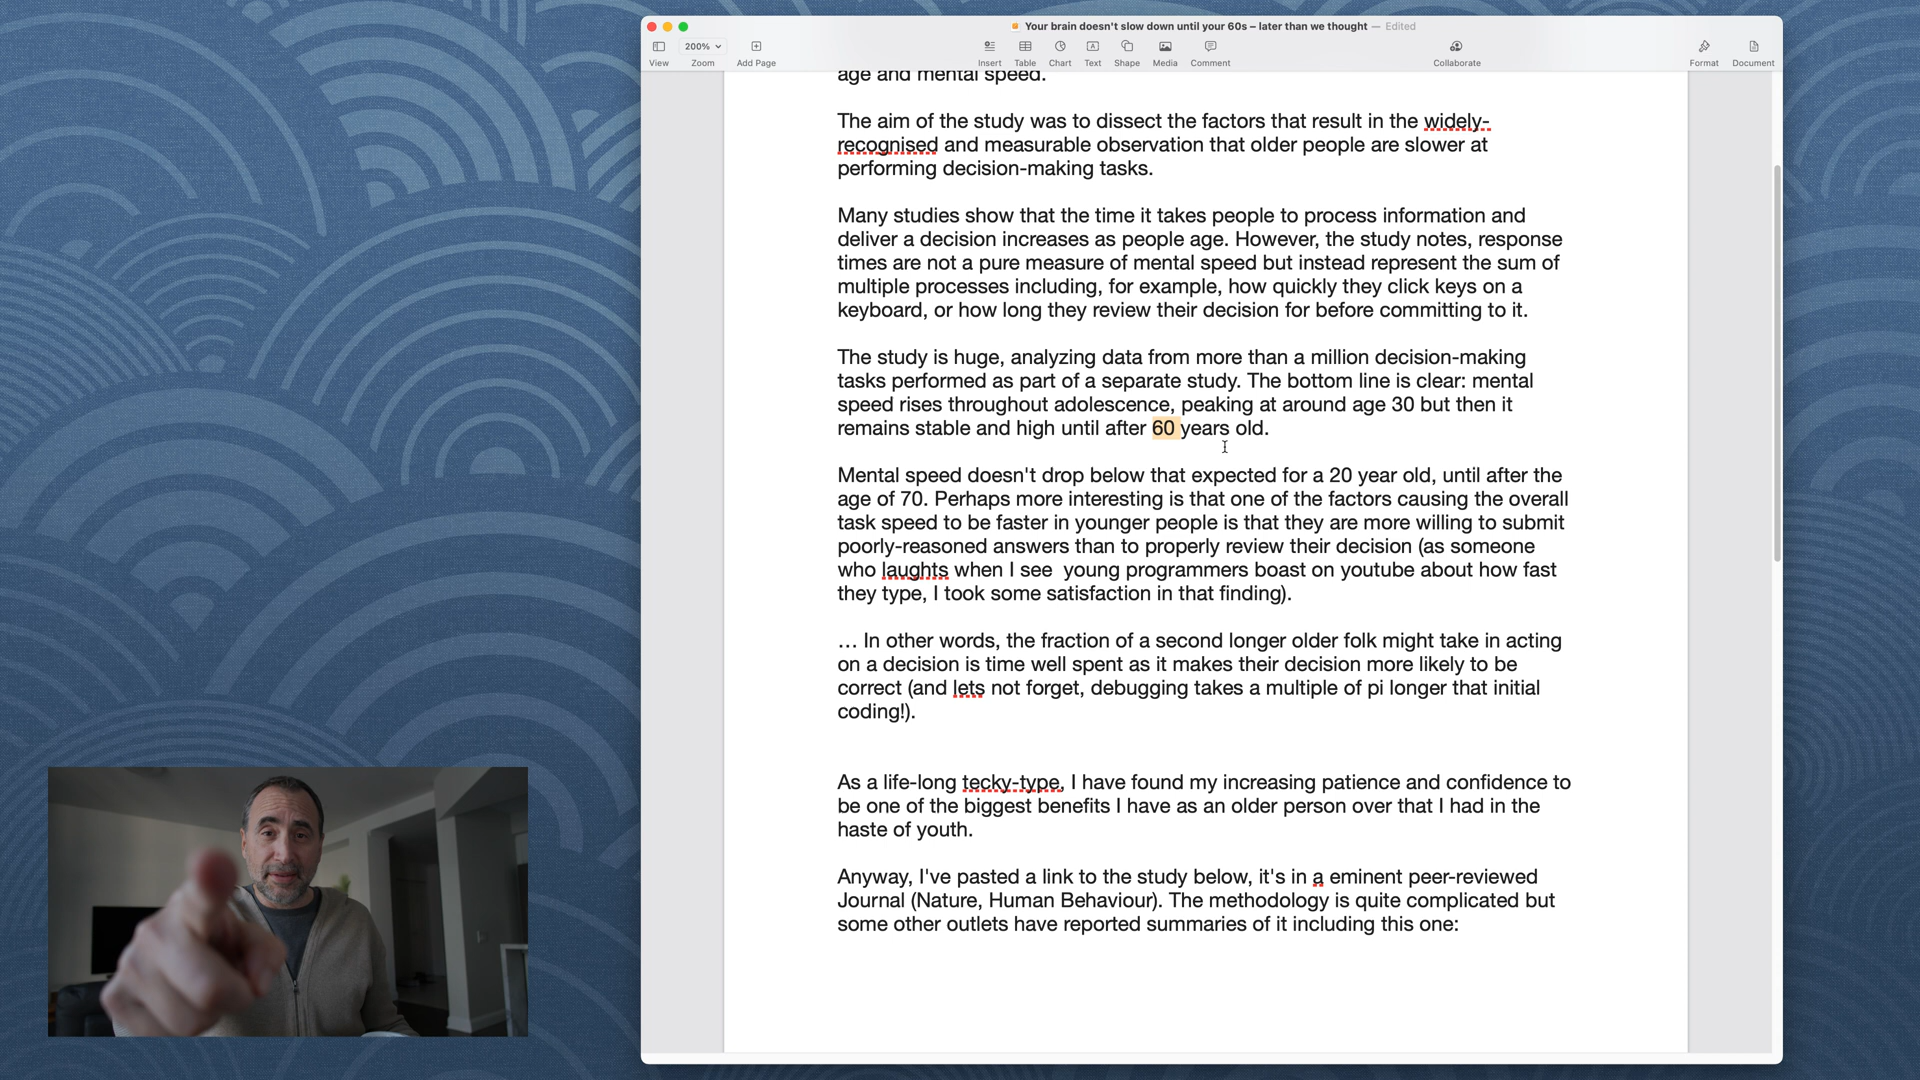 Your brain doesn't slow down until your 60s – later than we thought — Edited
200%
View
Zoom
Add Page
Insert
Table
Chart
Text
Shape
Media
Comment
Collaborate
Format
Document
age and mental speed.
The aim of the study was to dissect the factors that result in the widely-
recognised and measurable observation that older people are slower at
performing decision-making tasks.
Many studies show that the time it takes people to process information and
deliver a decision increases as people age. However, the study notes, response
times are not a pure measure of mental speed but instead represent the sum of
multiple processes including, for example, how quickly they click keys on a
keyboard, or how long they review their decision for before committing to it.
The study is huge, analyzing data from more than a million decision-making
tasks performed as part of a separate study. The bottom line is clear: mental
speed rises throughout adolescence, peaking at around age 30 but then it
remains stable and high until after 60 years old.
Mental speed doesn't drop below that expected for a 20 year old, until after the
age of 70. Perhaps more interesting is that one of the factors causing the overall
task speed to be faster in younger people is that they are more willing to submit
poorly-reasoned answers than to properly review their decision (as someone
who laughts when I see  young programmers boast on youtube about how fast
they type, I took some satisfaction in that finding).
… In other words, the fraction of a second longer older folk might take in acting
on a decision is time well spent as it makes their decision more likely to be
correct (and lets not forget, debugging takes a multiple of pi longer that initial
coding!).
As a life-long tecky-type, I have found my increasing patience and confidence to
be one of the biggest benefits I have as an older person over that I had in the
haste of youth.
Anyway, I've pasted a link to the study below, it's in a eminent peer-reviewed
Journal (Nature, Human Behaviour). The methodology is quite complicated but
some other outlets have reported summaries of it including this one: